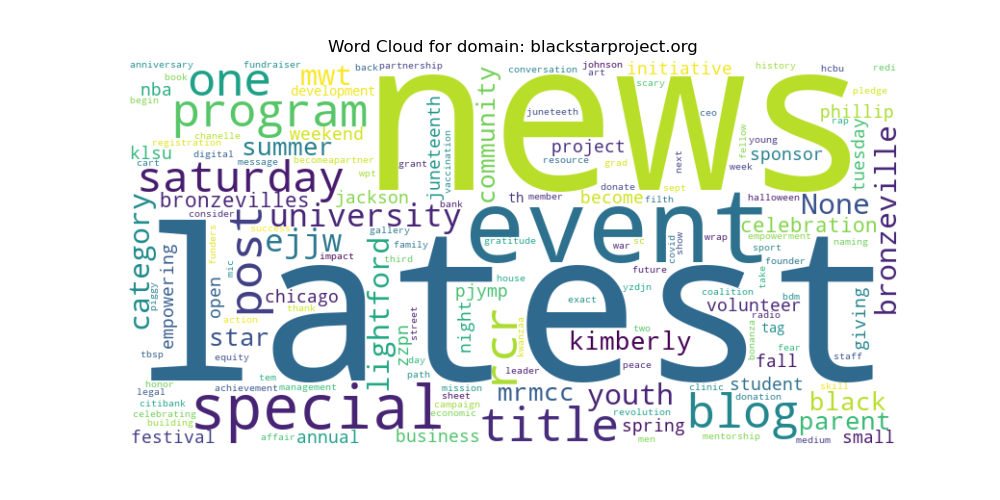 Word Cloud for domain: blackstarproject.org
anniversary fundraiser back partnership conversation johnson history hcbu redi
book art
nba one mwt initiative scary
begin development pledge
program news ceo phillip
chanelle juneteenth community juneteeth rap
registration digital weekend project fellow young tuesday
klsu summer vaccination resource grad next week sponsor
cart message becomeapartner grant
saturday wpt donate sept
bronzevilles jackson bank th member become filth halloween None bronzeville
consider university
category post success gallery event celebration
funders ejjw family gratitude war sc covid show wrap empowerment naming
empowering mic impact third sport
piggy open lightford house future take founder
latest
chicago pjymp exact yzdjn coalition bdm giving
action thank volunteer radio
star street night kwanzaa two tag
zzpn rcr kimberly bonanza fear
tbsp equity day path peace fall staff
tem leader
honor achievement management mission clinic student skill
legal mrmcc youth donation black
citibank special sheet blog
celebrating campaign title revolution parent
building economic spring
festival affair annual business men mentorship medium small